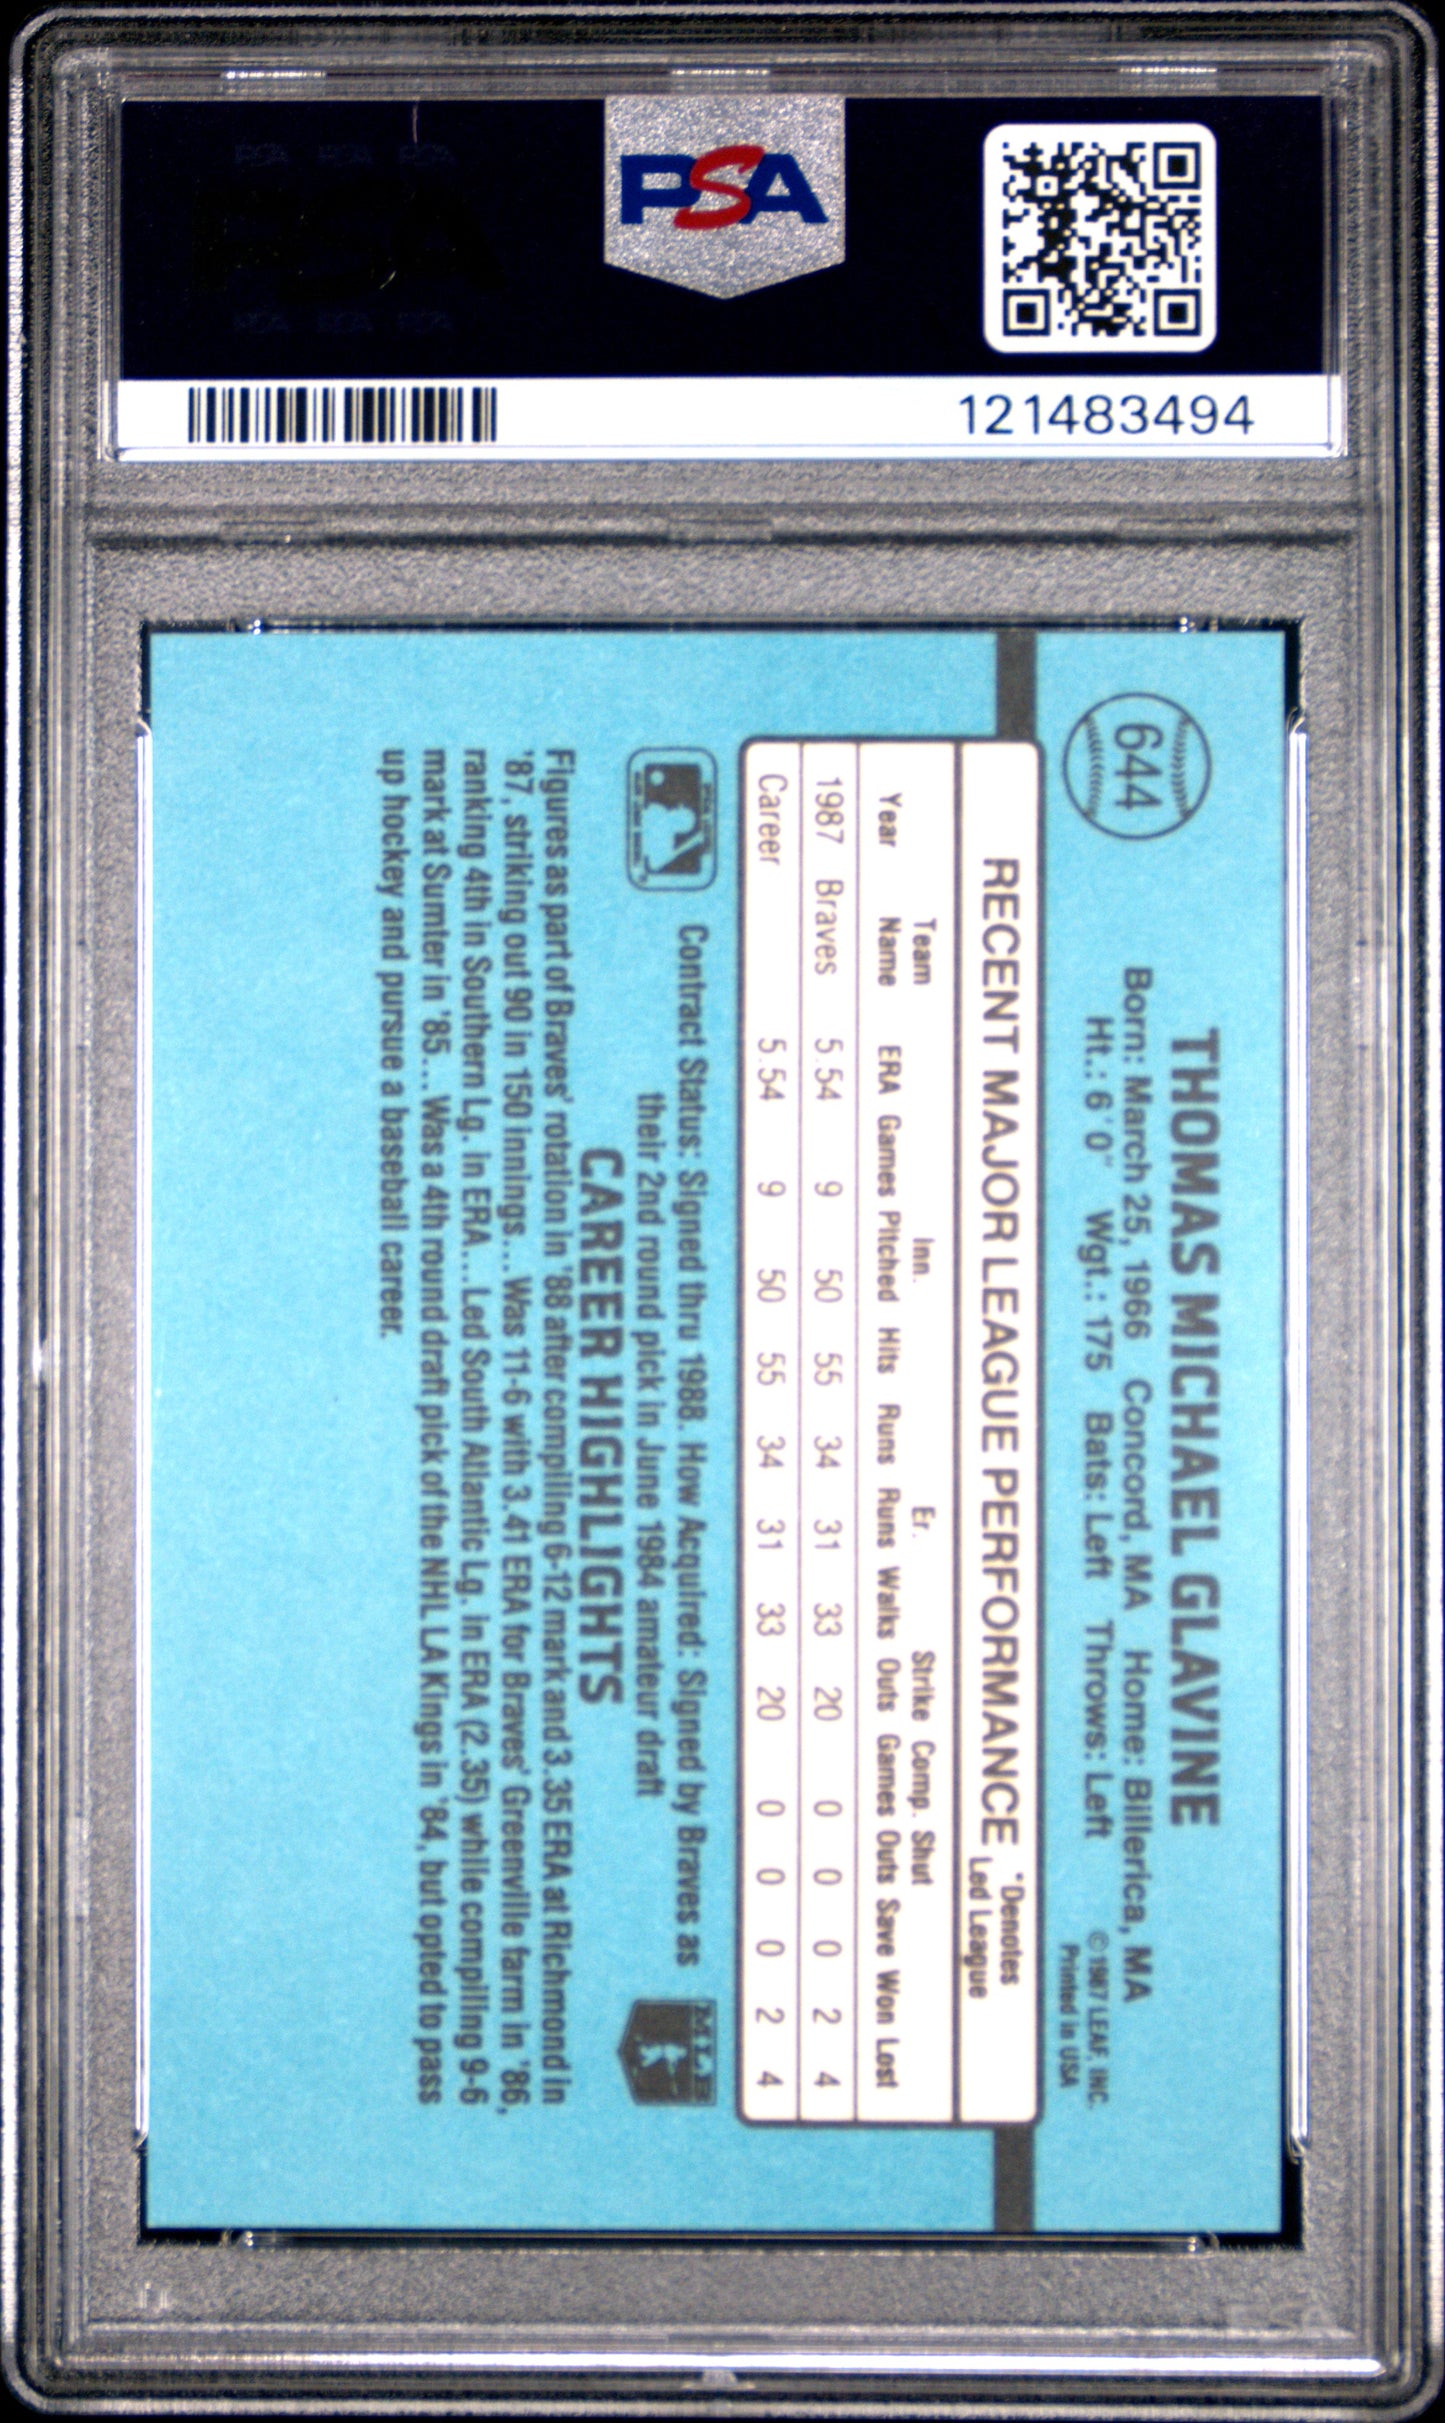 PSA
121483494
644
THOMAS MICHAEL GLAVINE
Born: March 25, 1966 Concord, MA Home: Billerica, MA
Ht.: 6'0" Wgt.: 175 Bats: Left Throws: Left
© 1987 LEAF, INC.
Printed in USA
RECENT MAJOR LEAGUE PERFORMANCE *Denotes
Led League
Team Inn. Er. Strike Comp. Shut
Year Name ERA Games Pitched Hits Runs Runs Walks Outs Games Outs Save Won Lost
1987 Braves 5.54 9 50 55 34 31 33 20 0 0 0 2 4
Career 5.54 9 50 55 34 31 33 20 0 0 0 2 4
Contract Status: Signed thru 1988. How Acquired: Signed by Braves as
their 2nd round pick in June 1984 amateur draft
MLB
CAREER HIGHLIGHTS
Figures as part of Braves' rotation in '88 after compiling 6-12 mark and 3.35 ERA at Richmond in
'87, striking out 90 in 150 innings...Was 11-6 with 3.41 ERA for Braves' Greenville farm in '86,
ranking 4th in Southern Lg. in ERA...Led South Atlantic Lg. in ERA (2.35) while compiling 9-6
mark at Sumter in '85...Was a 4th round draft pick of the NHL LA Kings in '84, but opted to pass
up hockey and pursue a baseball career.